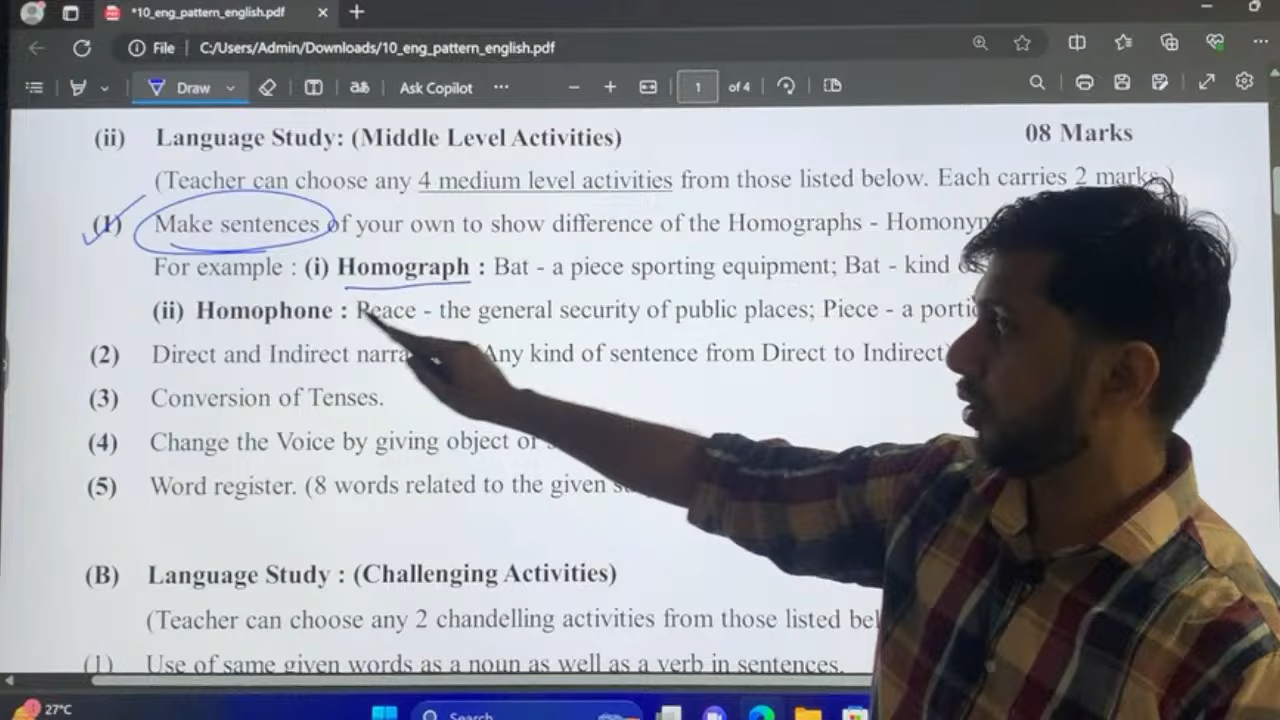 *10_eng_pattern_english.pdf
File C:/Users/Admin/Downloads/10_eng_pattern_english.pdf
Draw Ask Copilot 1 of 4
(ii) Language Study: (Middle Level Activities) 08 Marks
(Teacher can choose any 4 medium level activities from those listed below. Each carries 2 marks.)
(1) Make sentences of your own to show difference of the Homographs -
For example : (i) Homograph : Bat - a piece sporting equipment; Bat - kind
(ii) Homophone : Peace - the general security of public places; Piece - a
(2) Direct and Indirect (Any kind of sentence from Direct to Indirect)
(3) Conversion of Tenses.
(4) Change the Voice by giving object or
(5) Word register. (8 words related to the given
(B) Language Study : (Challenging Activities)
(Teacher can choose any 2 chandelling activities from those listed
(1) Use of same given words as a noun as well as a verb in sentences.
27°C Search